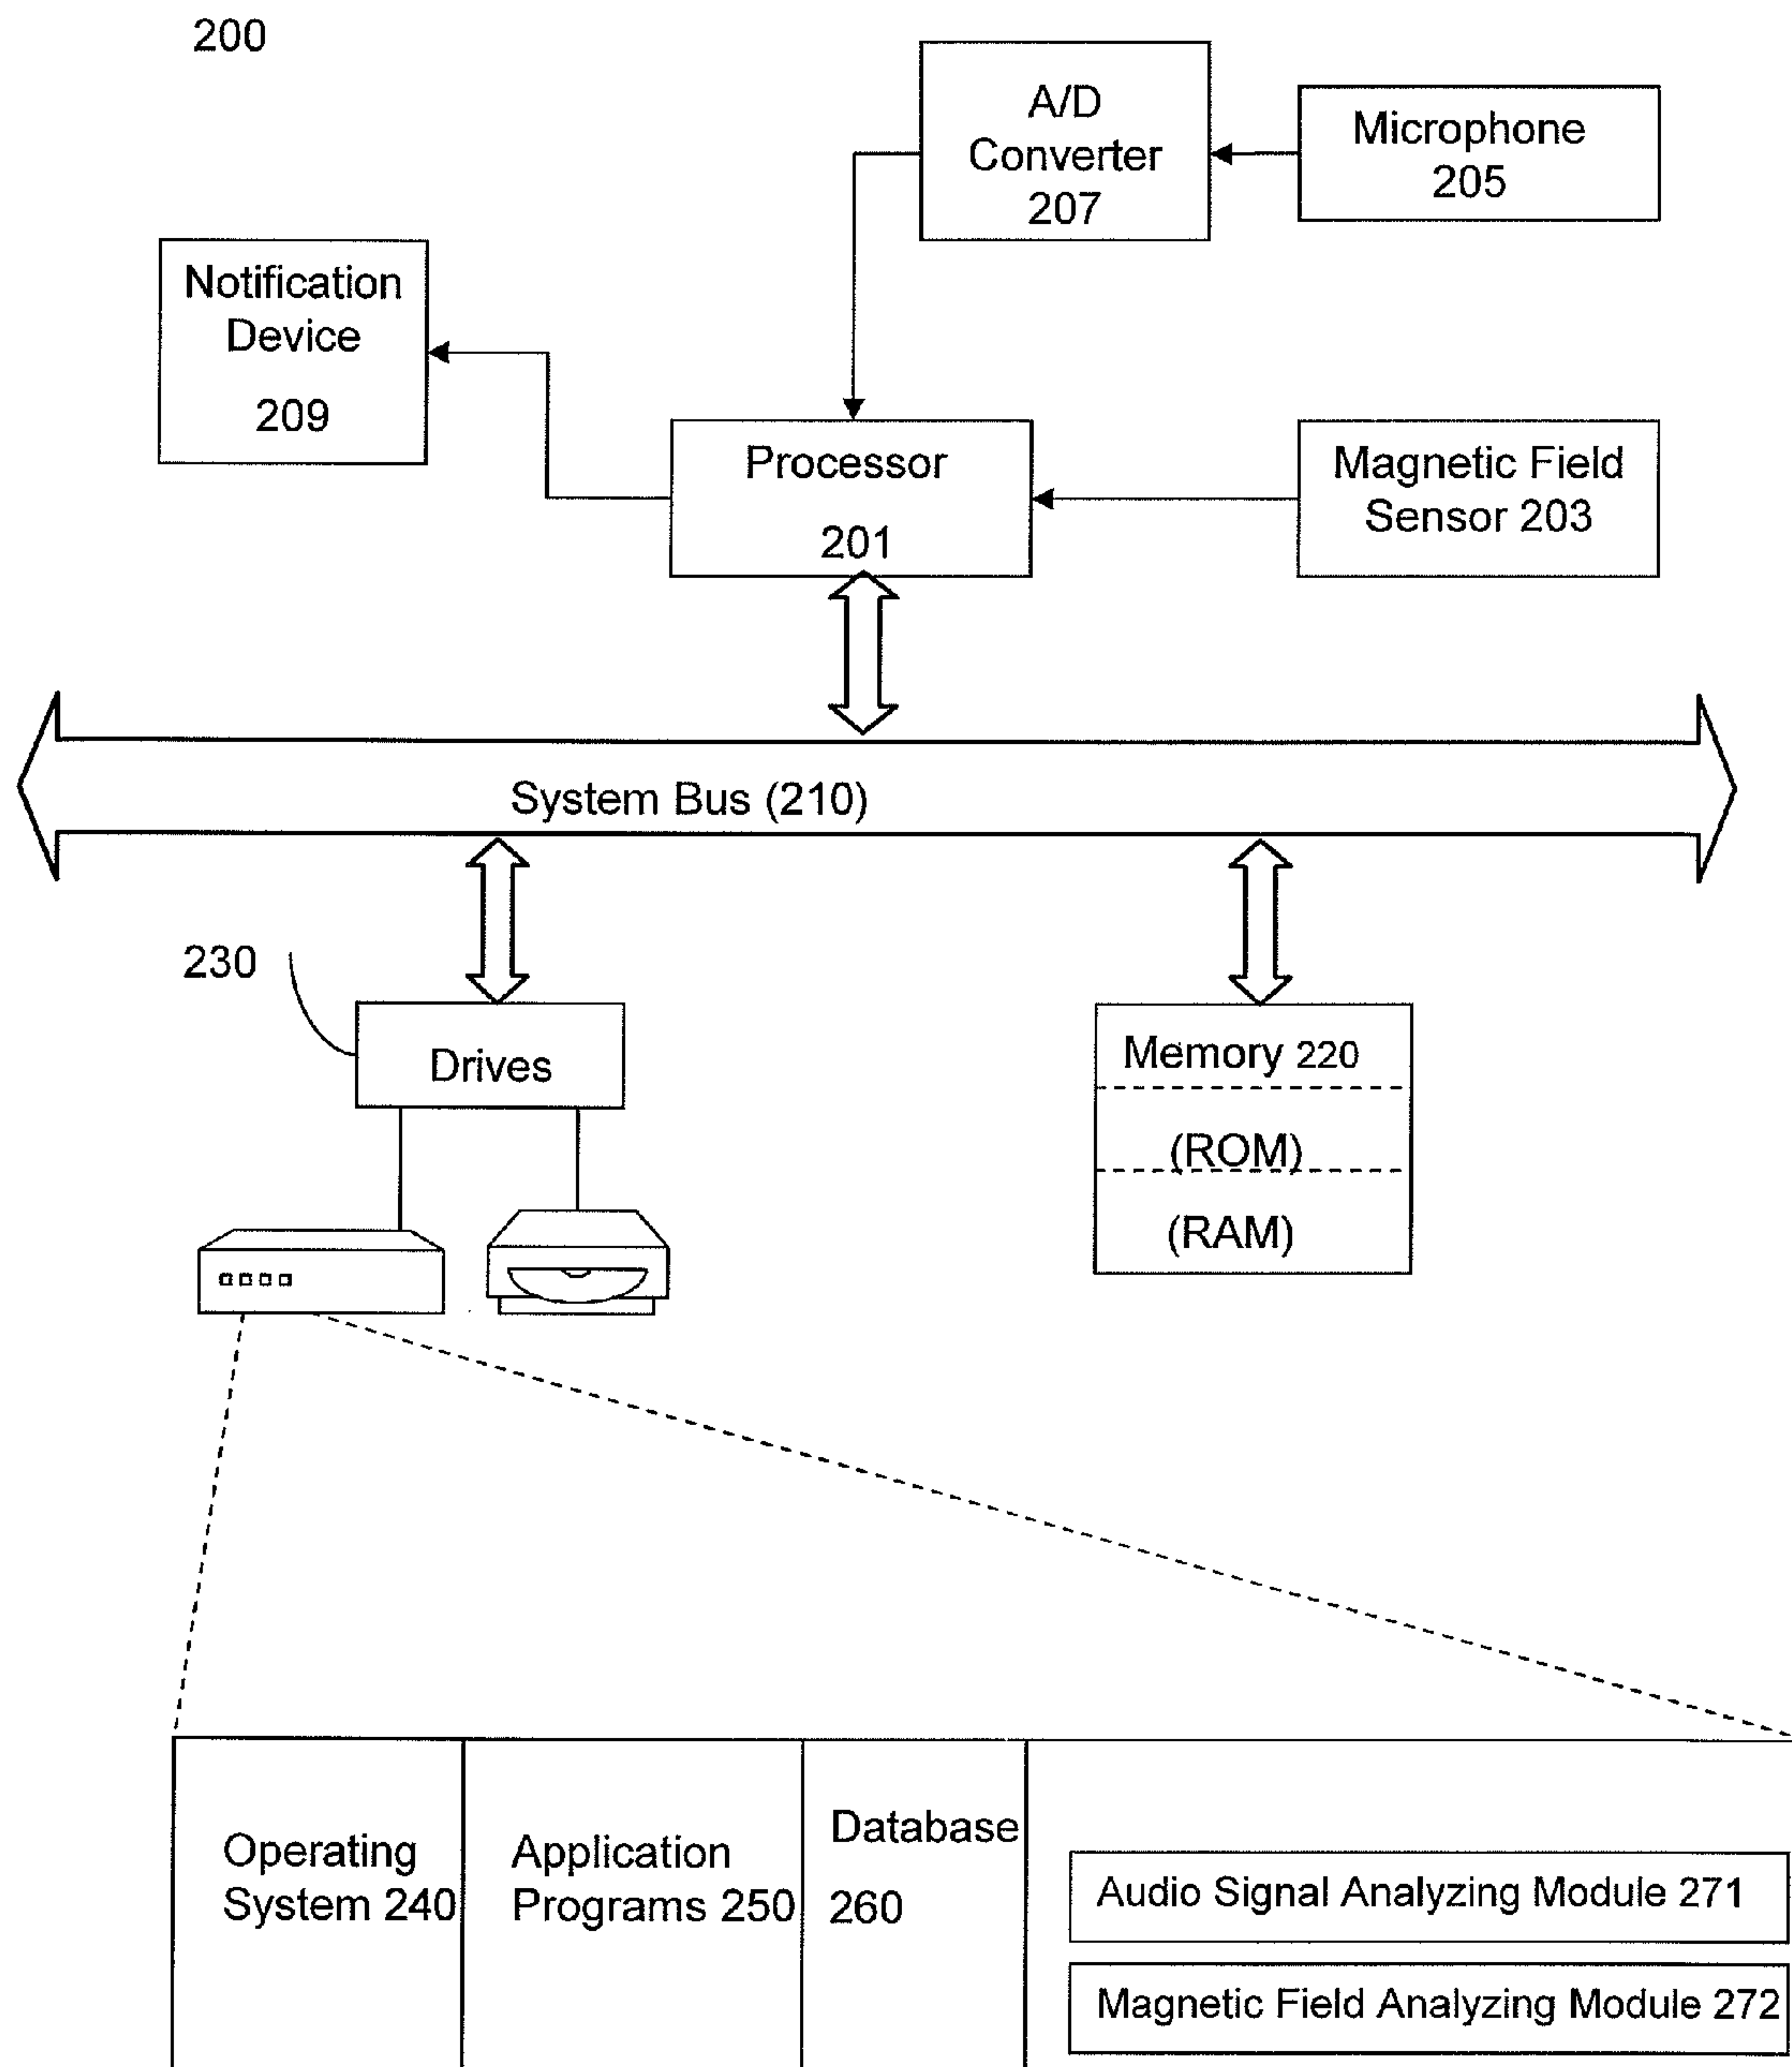 200
A/D
Converter
207
Microphone
205
Notification
Device
209
Processor
201
Magnetic Field
Sensor 203
System Bus (210)
230
Drives
Memory 220
(ROM)
(RAM)
Operating
System 240
Application
Programs 250
Database
260
Audio Signal Analyzing Module 271
Magnetic Field Analyzing Module 272